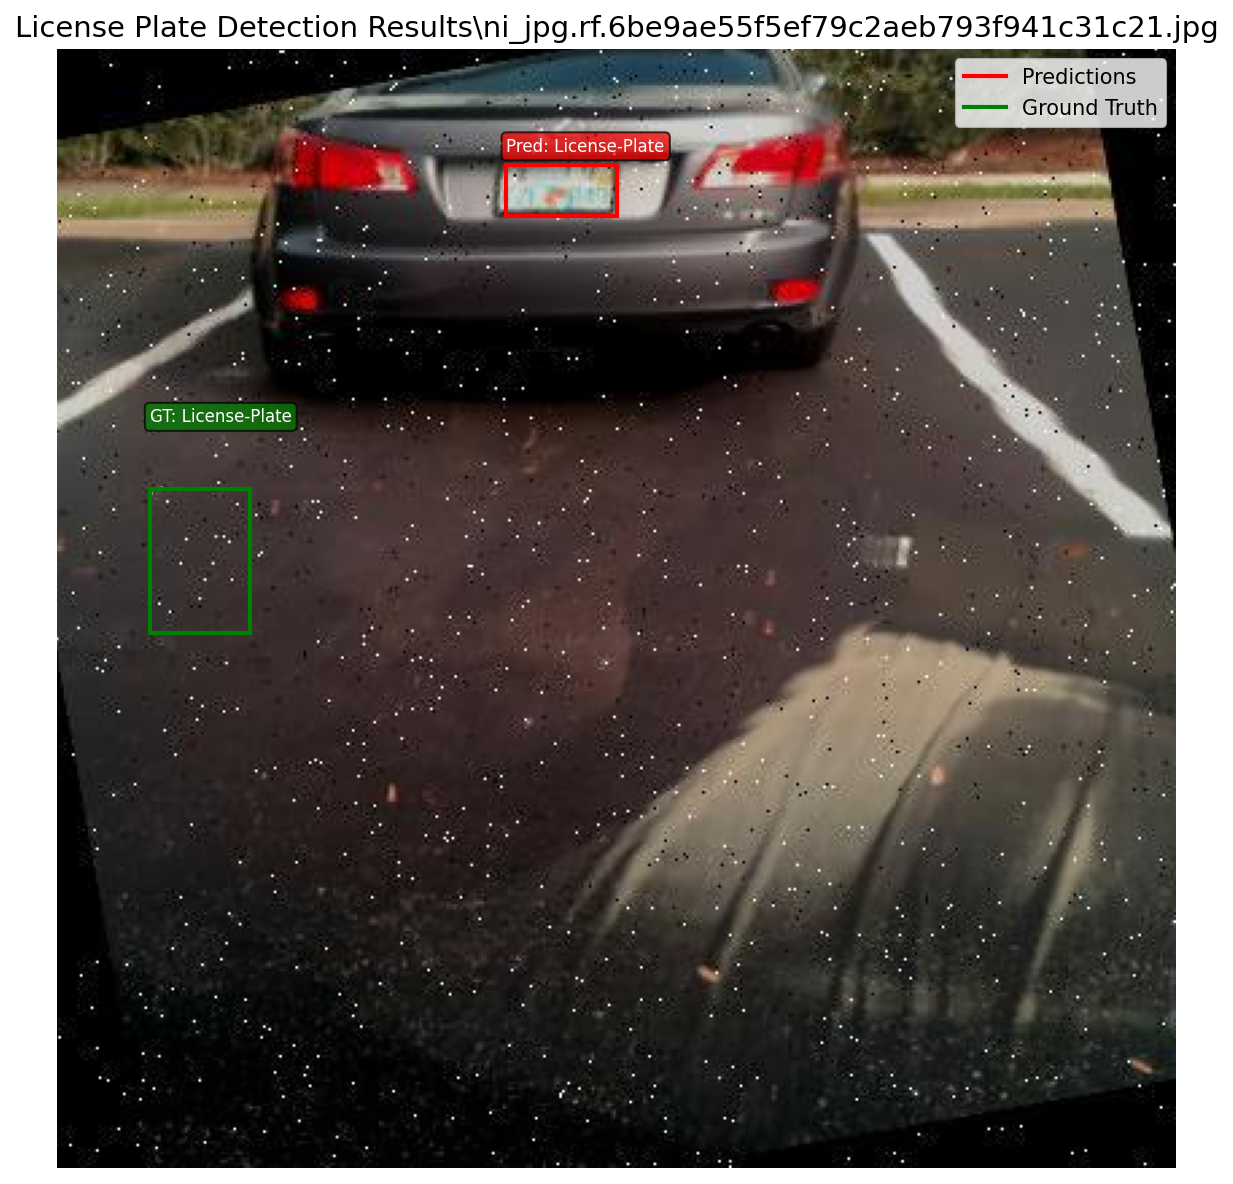 License Plate Detection Results\ni_jpg.rf.6be9ae55f5ef79c2aeb793f941c31c21.jpg
Predictions
Ground Truth
Pred: License-Plate
GT: License-Plate